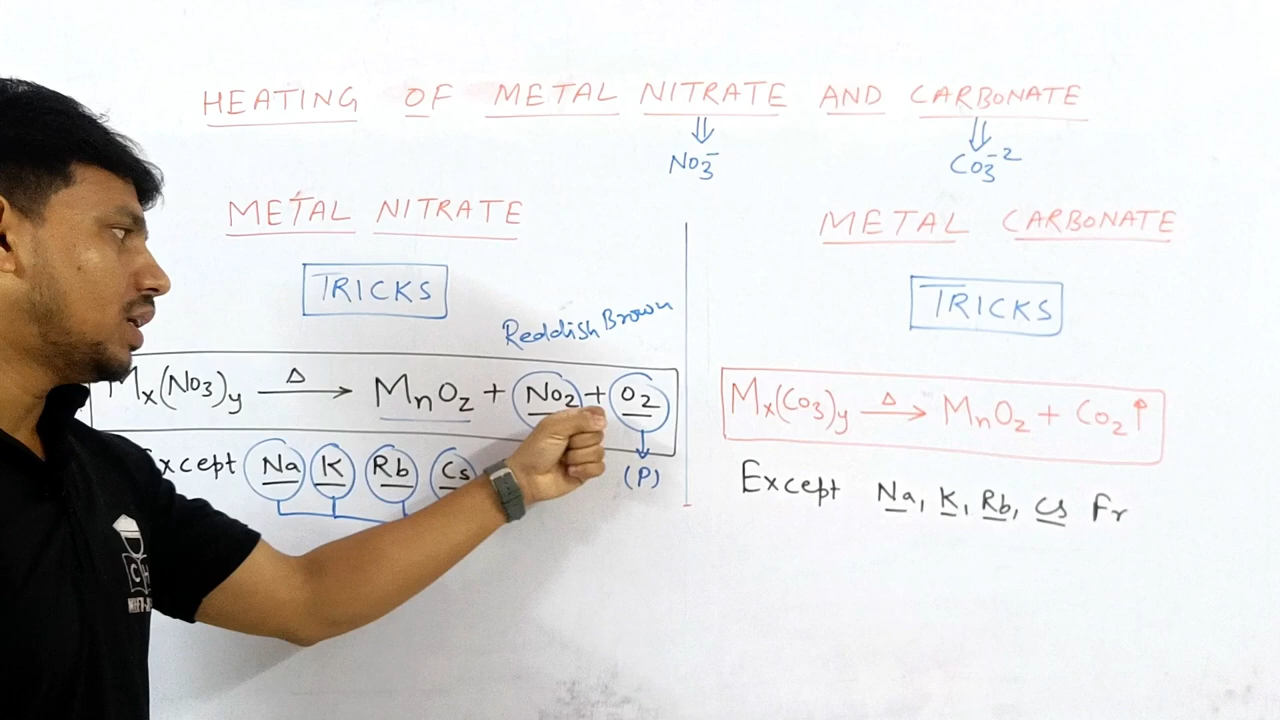 HEATING OF METAL NITRATE AND CARBONATE
⇓ ⇓
NO3⁻ CO3⁻²
METAL NITRATE
TRICKS
Reddish Brown
Mx(NO3)y —Δ→ MnOz + NO2 + O2
(P)
Except Na K Rb Cs
METAL CARBONATE
TRICKS
Mx(CO3)y —Δ→ MnOz + CO2↑
Except Na, K, Rb, Cs Fr